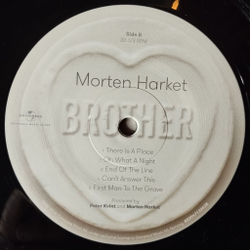 Side B
Morten Harket
BROTHER
There Is A Place
Oh What A Night
End Of The Line
Can't Answer This
First Man To The Grave
Produced by
Peter Kvint and Morten Harket